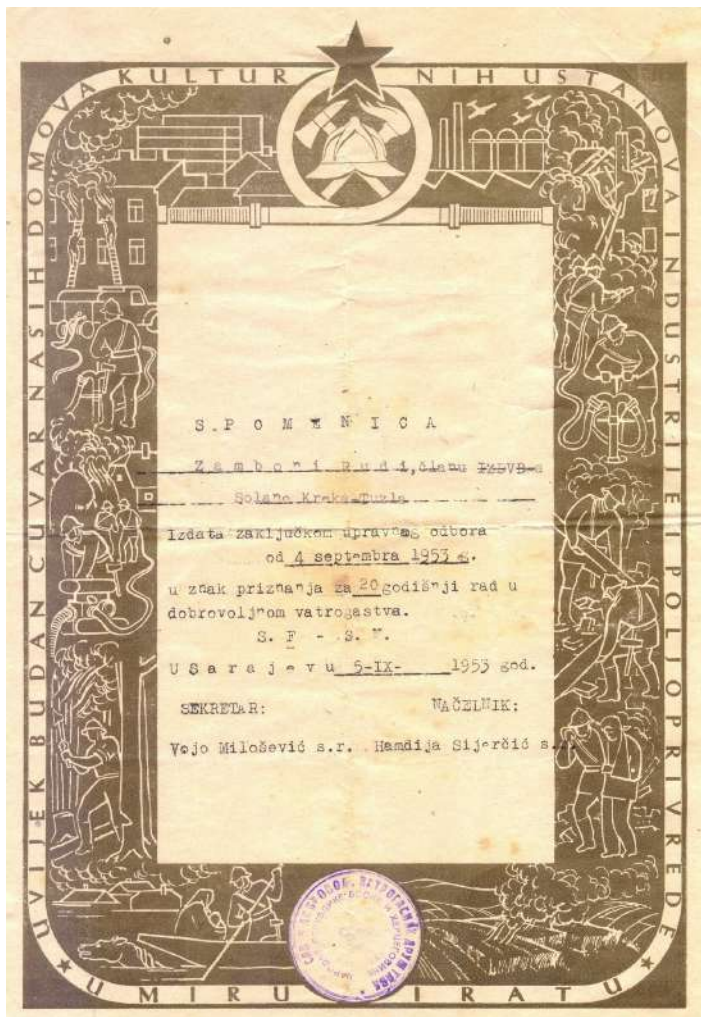 UVIJEK BUDAN ČUVAR NAŠIH DOMOVA KULTURNIH USTANOVA INDUSTRIJE I POLJOPRIVREDE
U MIRU I RATU
S P O M E N I C A
Zamboni Rudi, članu IZDVD-a
Solana Kreka-Tuzla
Izdata zaključkom upravnog odbora
od 4 septembra 1953 g.
u znak priznanja za 20 godišnji rad u
dobrovoljnom vatrogastva.
S. F - S. N.
U S a r a j e v u 5-IX- 1953 god.
SEKRETAR: NAČELNIK:
Vojo Milošević s.r. Hamdija Sijerčić s.r.